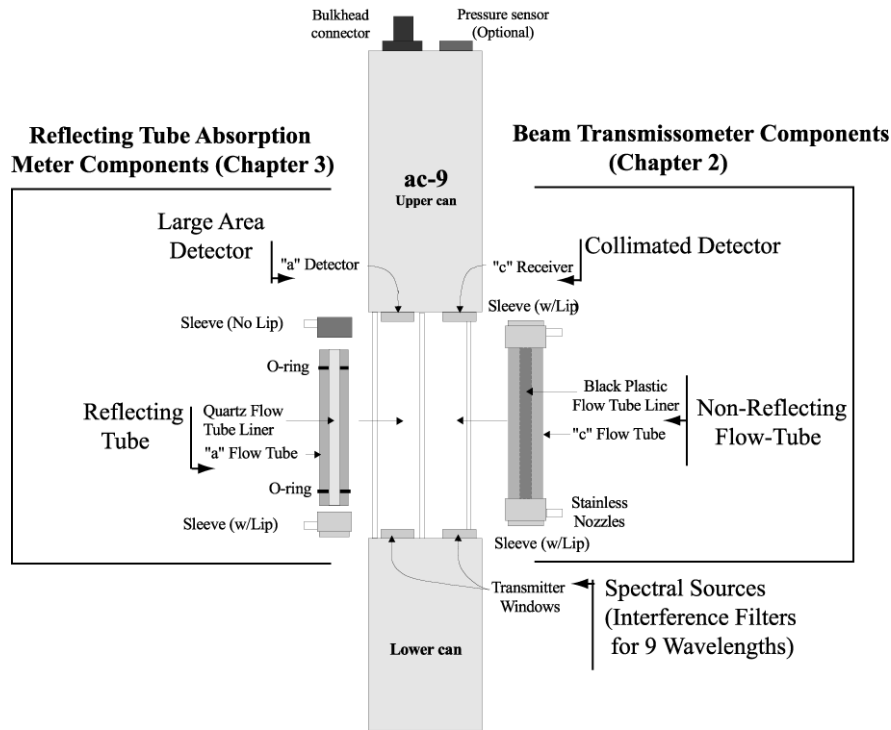 Bulkhead
connector
Pressure sensor
(Optional)
Reflecting Tube Absorption
Meter Components (Chapter 3)
Beam Transmissometer Components
(Chapter 2)
ac-9
Upper can
Large Area
Detector
"a" Detector
"c" Receiver
Collimated Detector
Sleeve (No Lip)
Sleeve (w/Lip)
O-ring
Reflecting
Tube
Quartz Flow
Tube Liner
"a" Flow Tube
O-ring
Sleeve (w/Lip)
Black Plastic
Flow Tube Liner
"c" Flow Tube
Non-Reflecting
Flow-Tube
Stainless
Nozzles
Sleeve (w/Lip)
Transmitter
Windows
Spectral Sources
(Interference Filters
for 9 Wavelengths)
Lower can